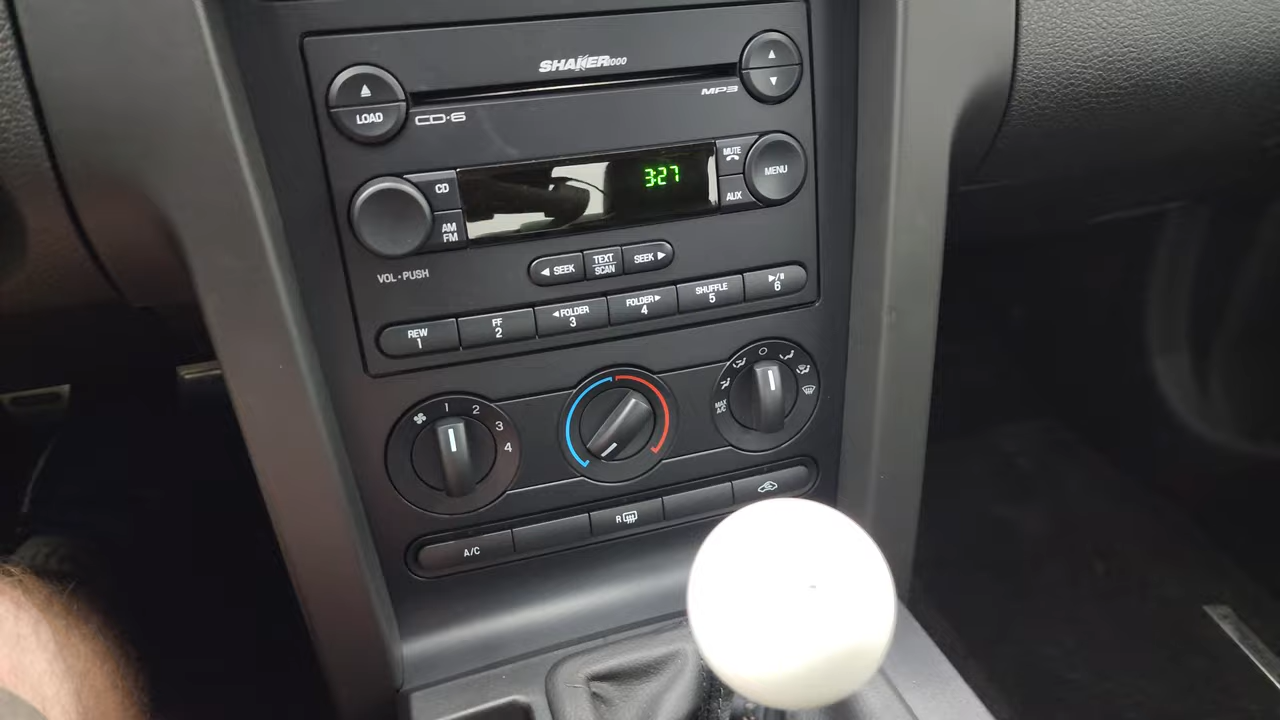 SHAKER1000
LOAD
CD·6
MP3
CD
3:27
MUTE
MENU
AM
FM
AUX
VOL·PUSH
◀ SEEK
TEXT
SCAN
SEEK ▶
REW
1
FF
2
◀FOLDER
3
FOLDER▶
4
SHUFFLE
5
▶/II
6
1
2
3
4
MAX
A/C
A/C
R